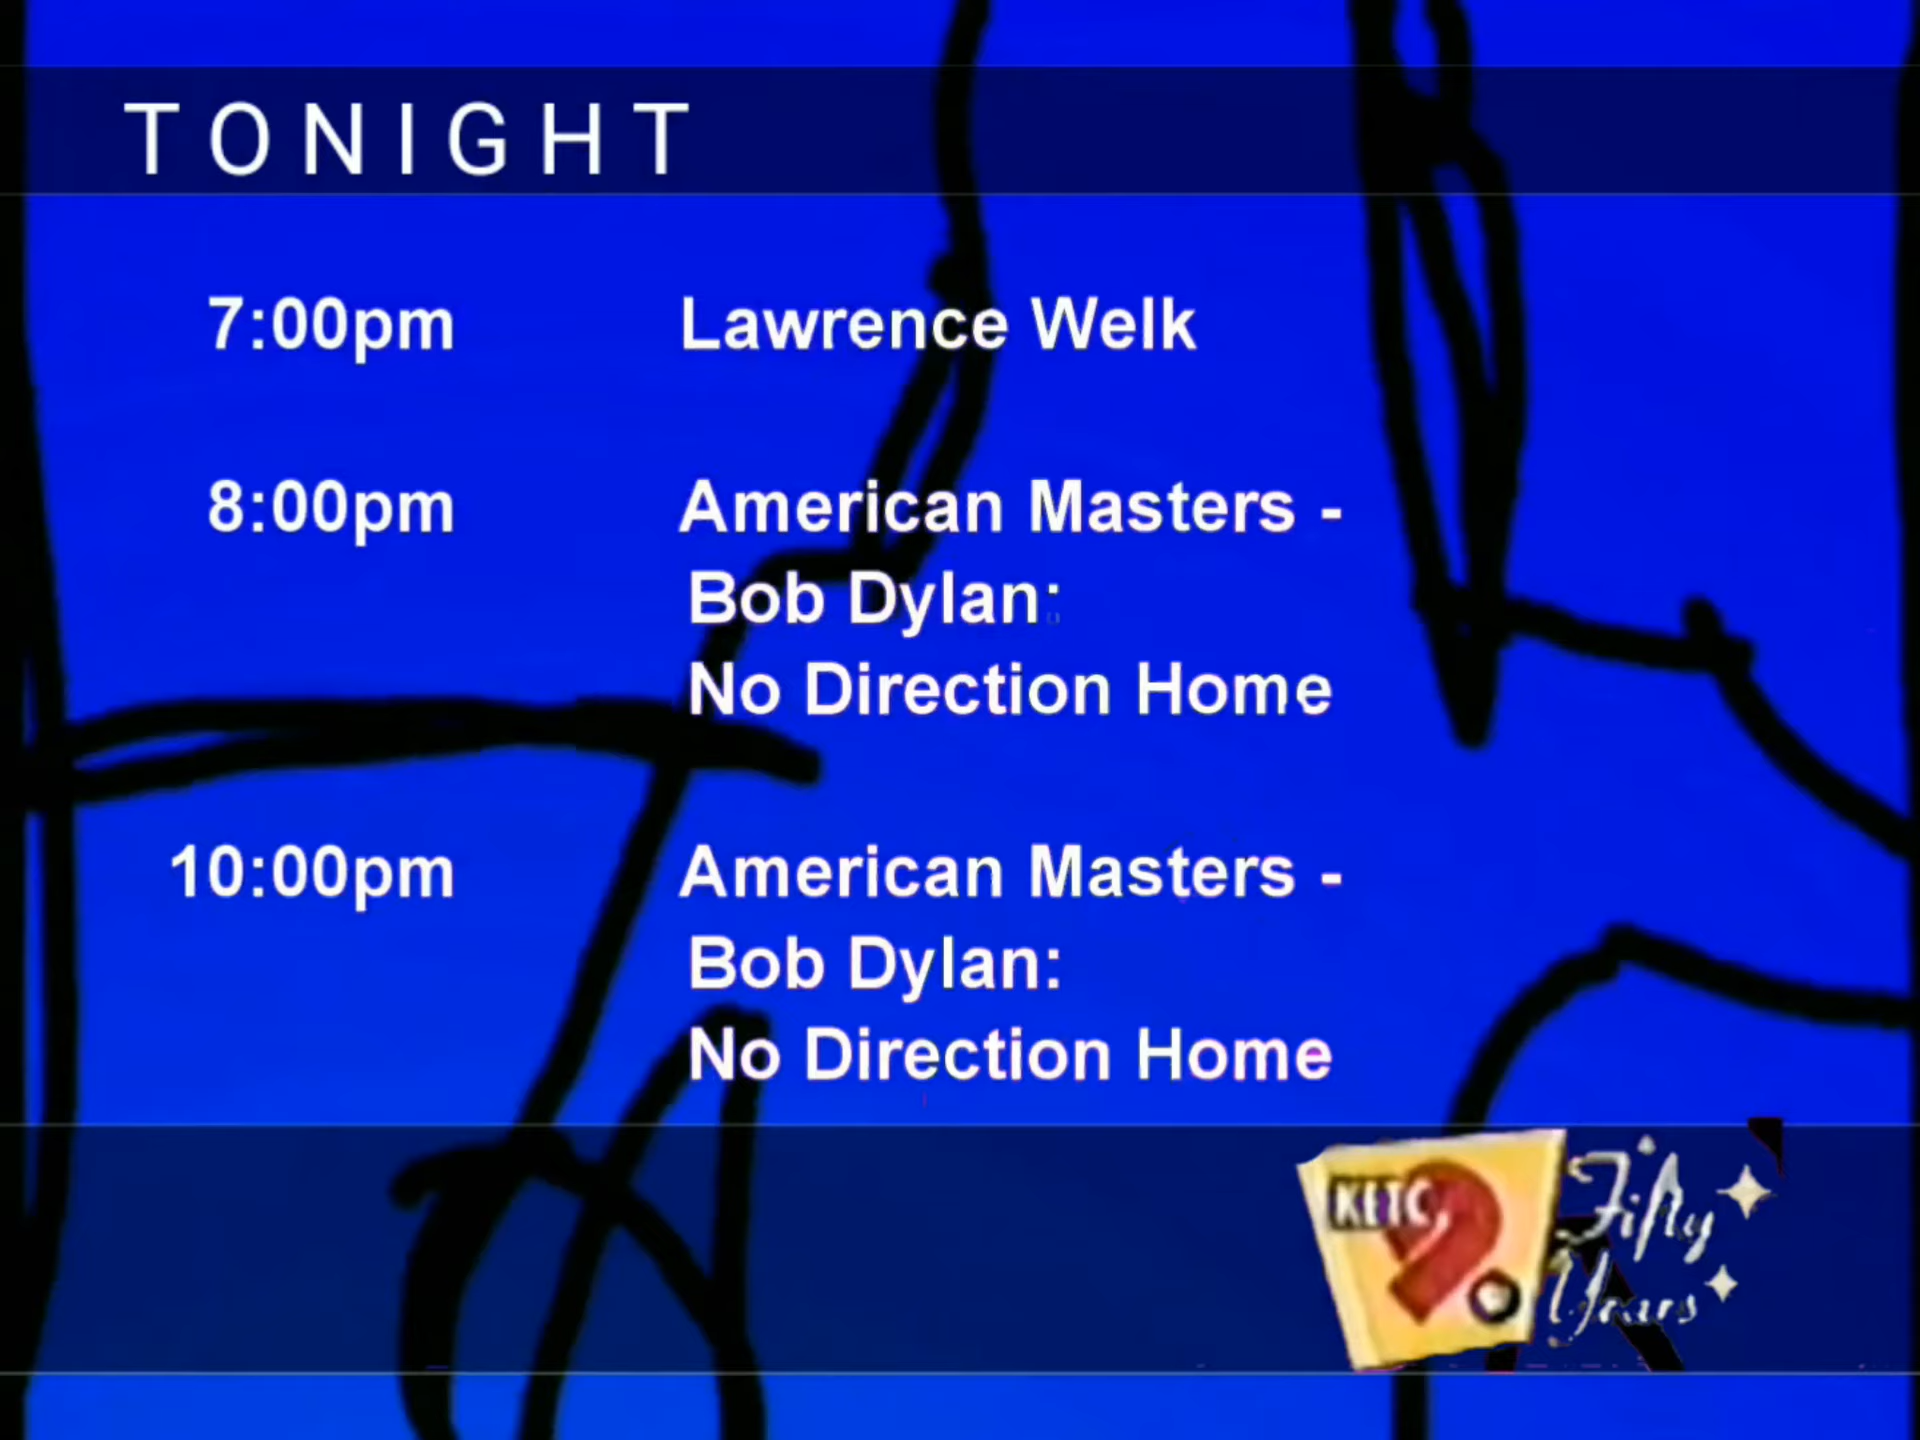 TONIGHT
7:00pm Lawrence Welk
8:00pm American Masters -
Bob Dylan:
No Direction Home
10:00pm American Masters -
Bob Dylan:
No Direction Home
KETC 9
Fifty
Years